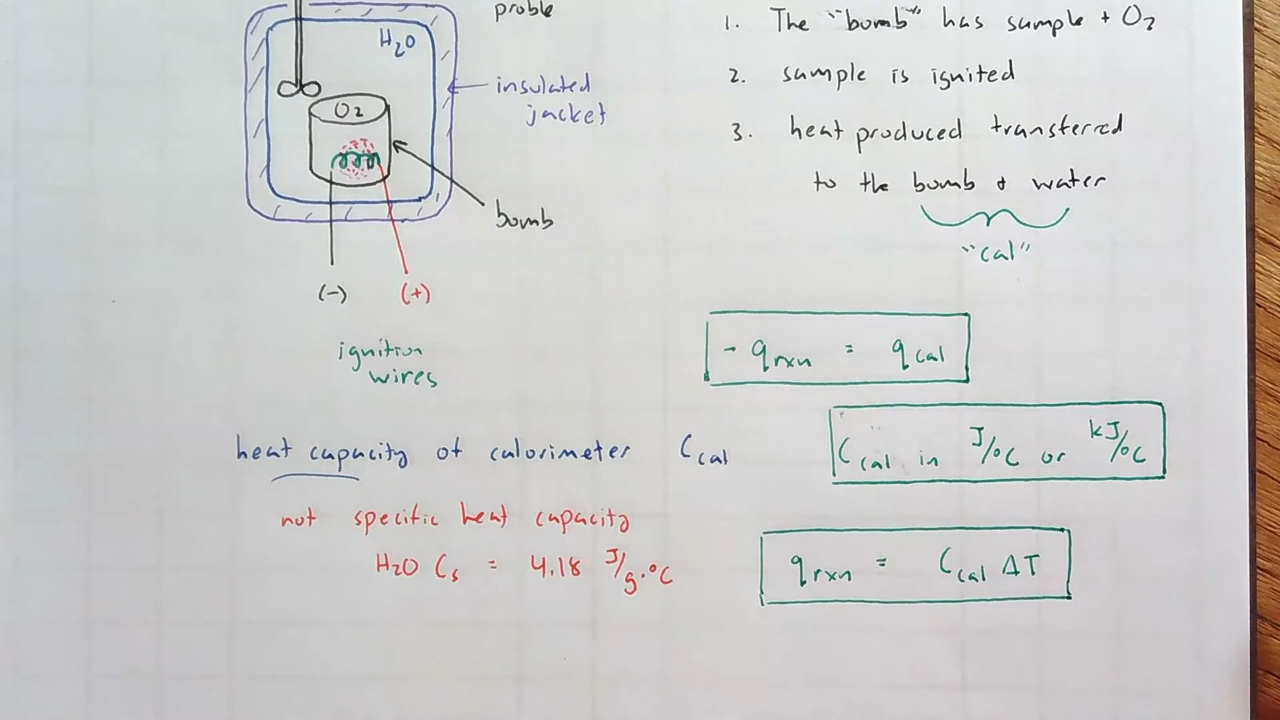 proble
H2O
O2
insulated
jacket
bomb
(-) (+)
ignition
wires
1. The "bomb" has sample + O2
2. sample is ignited
3. heat produced transferred
to the bomb & water
"cal"
- qrxn = qcal
heat capacity of calorimeter Ccal
Ccal in J/°C or kJ/°C
not specific heat capacity
H2O Cs = 4.18 J/g·°C
qrxn = Ccal ΔT